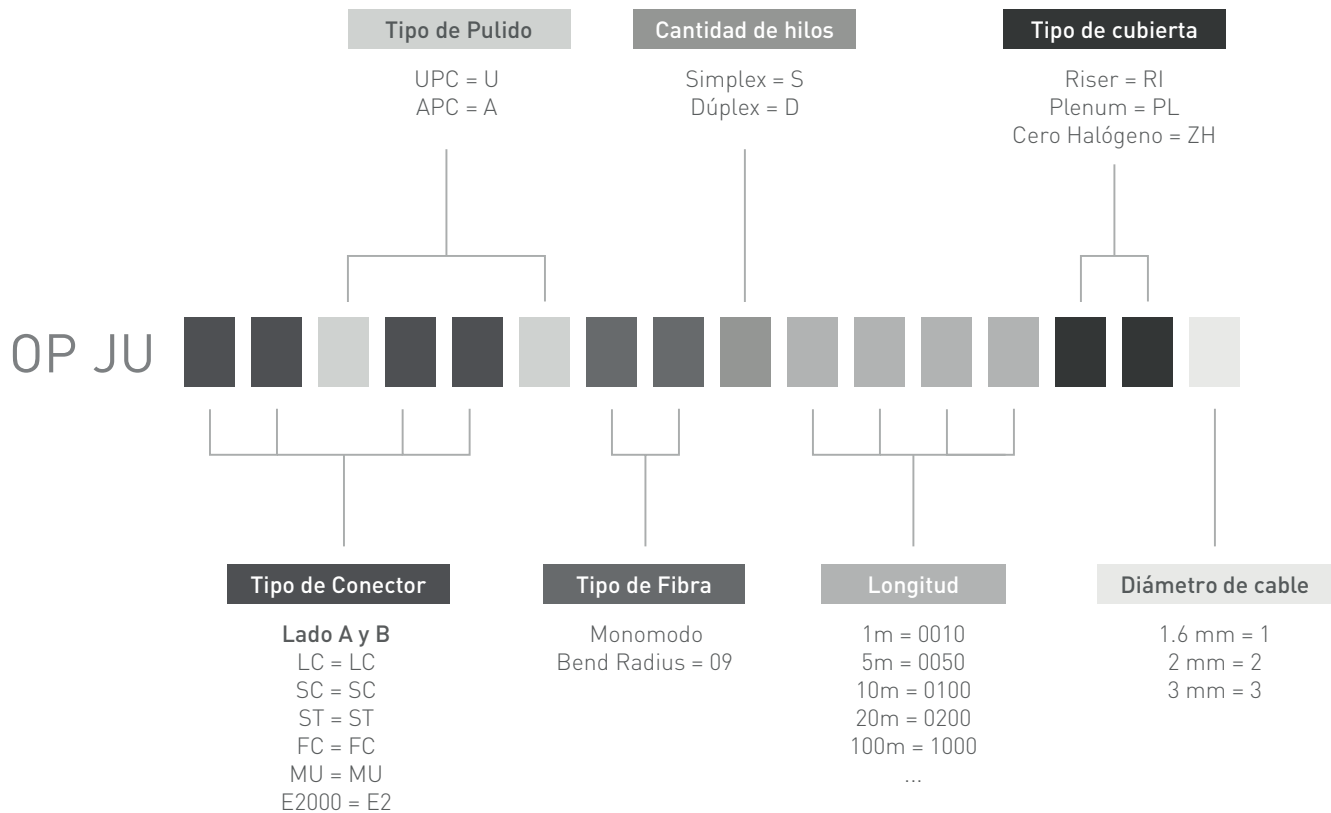 Tipo de Pulido
UPC = U
APC = A
Cantidad de hilos
Simplex = S
Dúplex = D
Tipo de cubierta
Riser = RI
Plenum = PL
Cero Halógeno = ZH
OP JU
Tipo de Conector
Lado A y B
LC = LC
SC = SC
ST = ST
FC = FC
MU = MU
E2000 = E2
Tipo de Fibra
Monomodo
Bend Radius = 09
Longitud
1m = 0010
5m = 0050
10m = 0100
20m = 0200
100m = 1000
...
Diámetro de cable
1.6 mm = 1
2 mm = 2
3 mm = 3